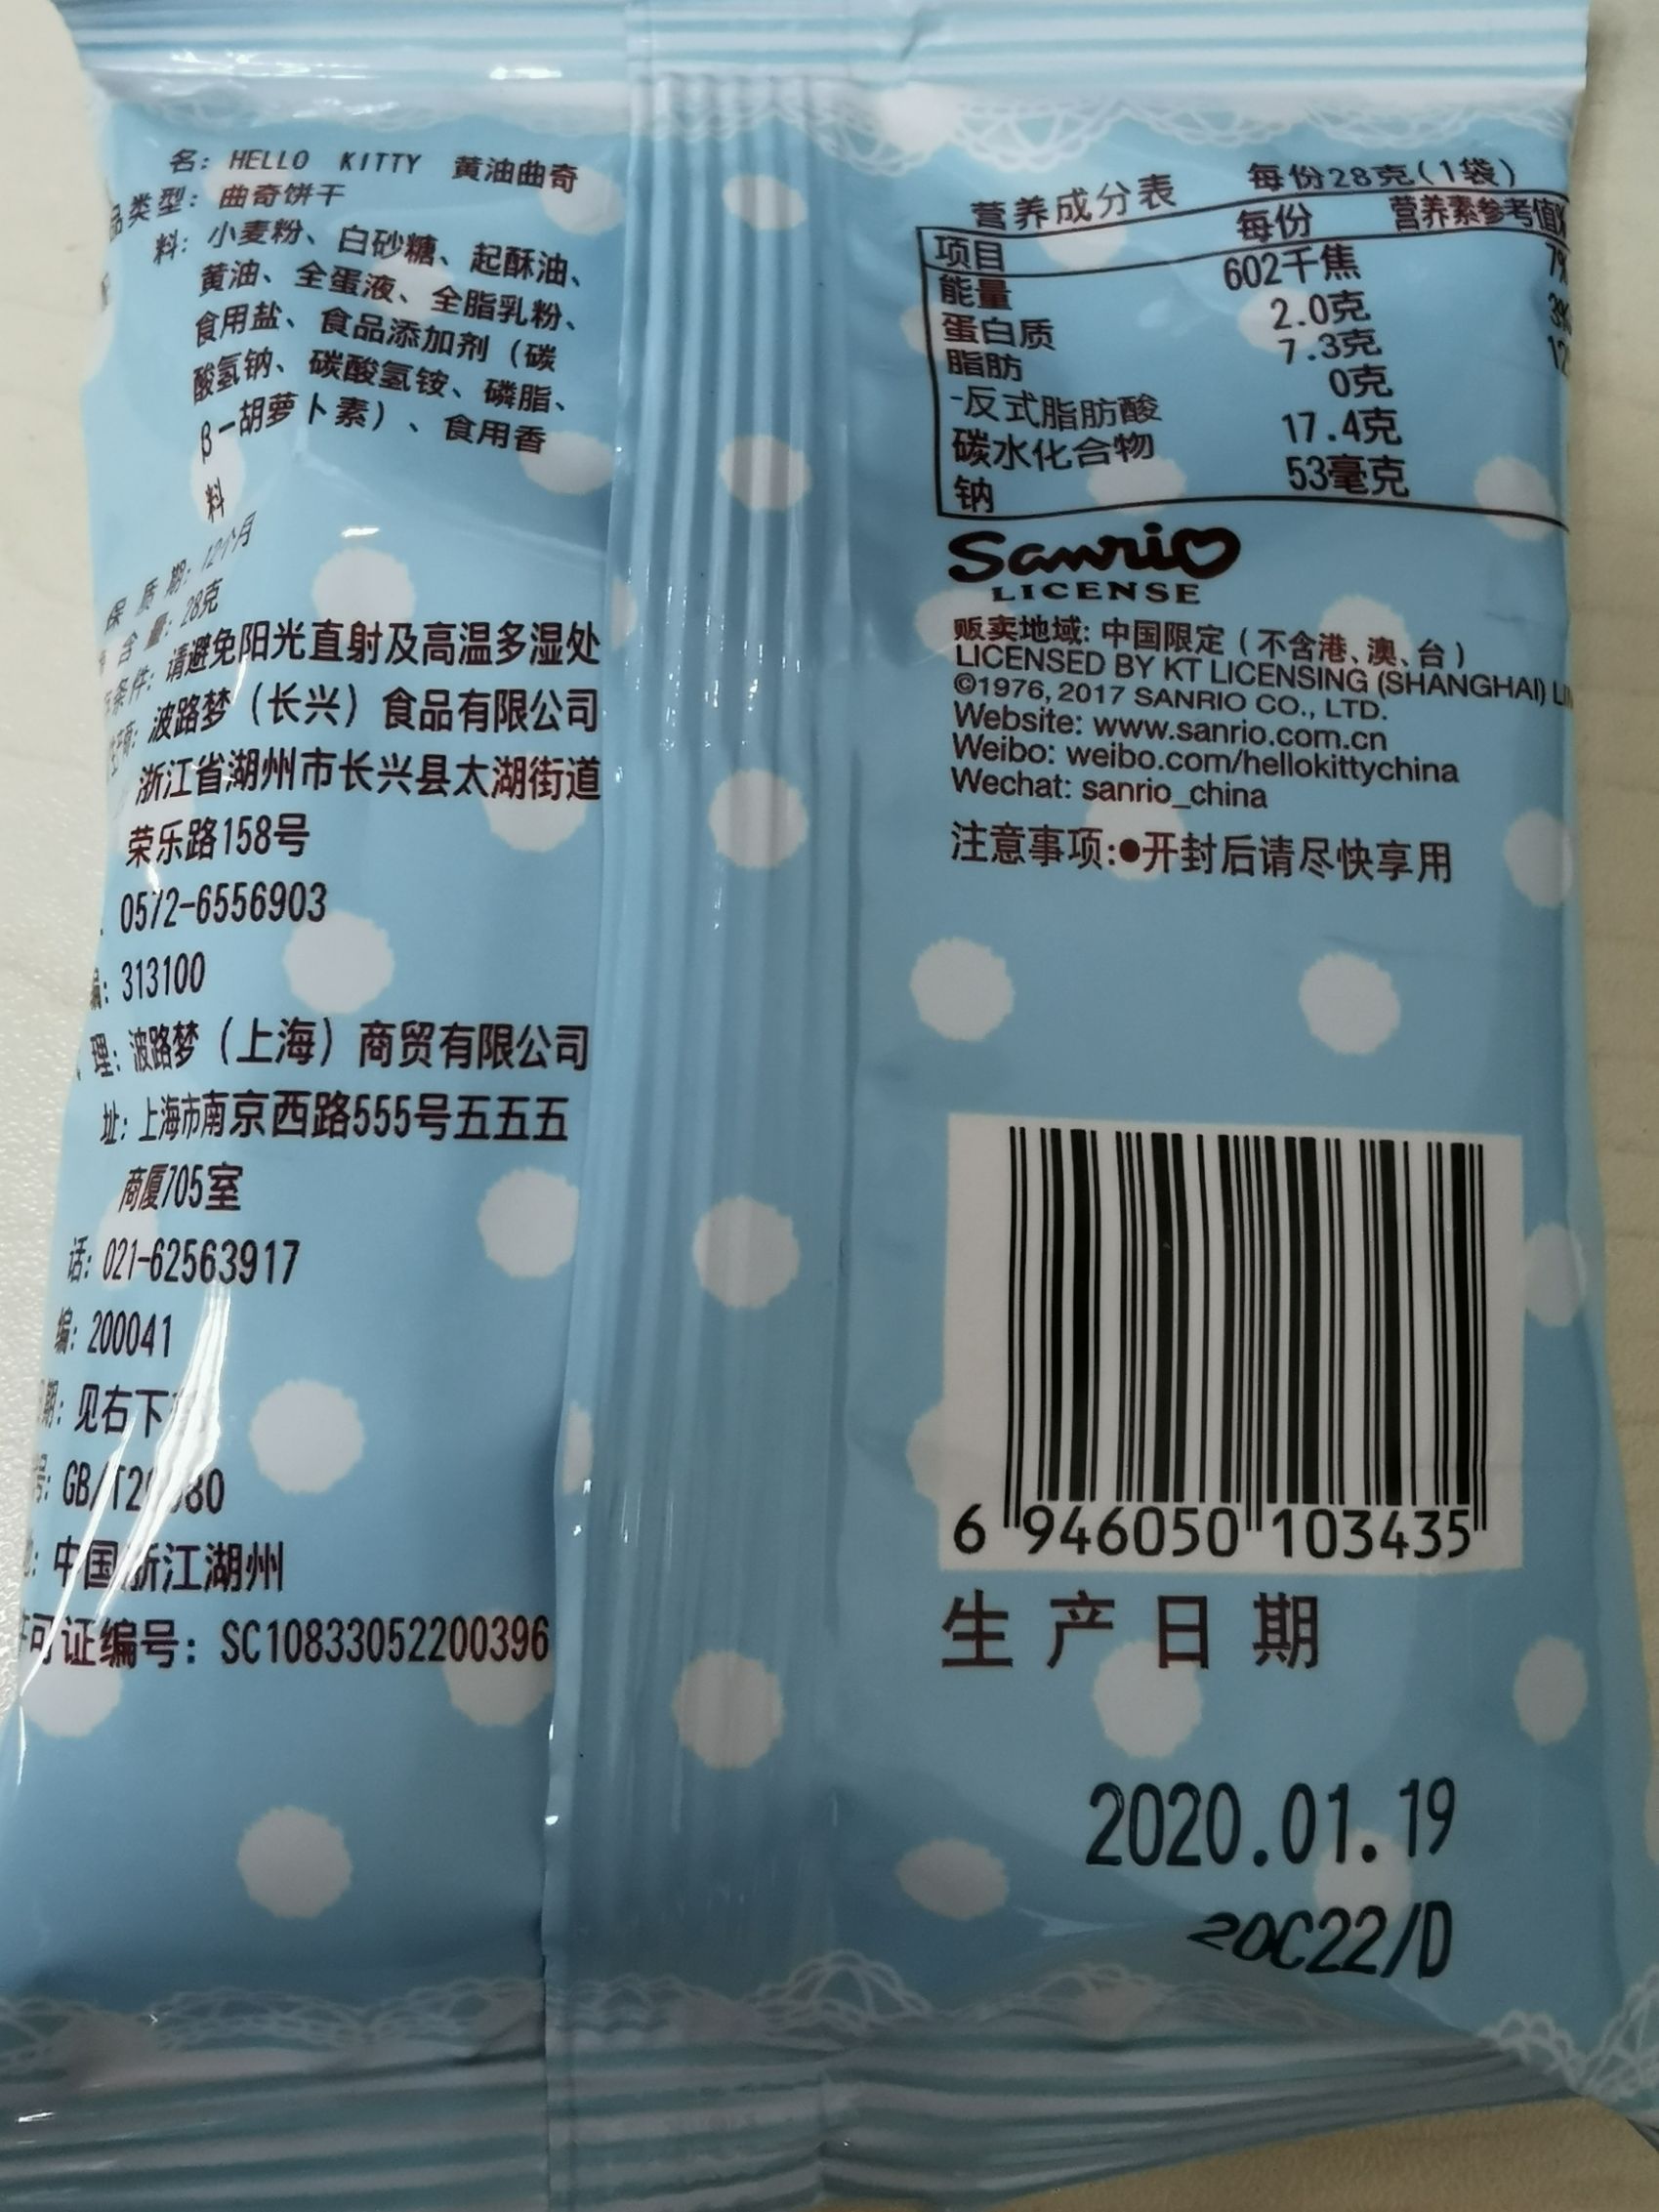 名: HELLO KITTY 黄油曲奇
品类型: 曲奇饼干
料: 小麦粉、白砂糖、起酥油、
黄油、全蛋液、全脂乳粉、
食用盐、食品添加剂（碳
酸氢钠、碳酸氢铵、磷脂、
β-胡萝卜素）、食用香
料
保质期: 12个月
含量: 28克
条件: 请避免阳光直射及高温多湿处
生产商: 波路梦（长兴）食品有限公司
浙江省湖州市长兴县太湖街道
荣乐路158号
0572-6556903
编: 313100
理: 波路梦（上海）商贸有限公司
址: 上海市南京西路555号五五五
商厦705室
话: 021-62563917
编: 200041
期: 见右下
号: GB/T2 80
中国浙江湖州
可证编号: SC10833052200396
营养成分表 每份28克(1袋)
项目 每份 营养素参考值%
能量 602千焦 7%
蛋白质 2.0克 3%
脂肪 7.3克 12
-反式脂肪酸 0克
碳水化合物 17.4克
钠 53毫克
Sanrio
LICENSE
贩卖地域: 中国限定（不含港、澳、台）
LICENSED BY KT LICENSING (SHANGHAI)
©1976, 2017 SANRIO CO., LTD.
Website: www.sanrio.com.cn
Weibo: weibo.com/hellokittychina
Wechat: sanrio_china
注意事项:●开封后请尽快享用
6 946050 103435
生产日期
2020.01.19
20C22/D